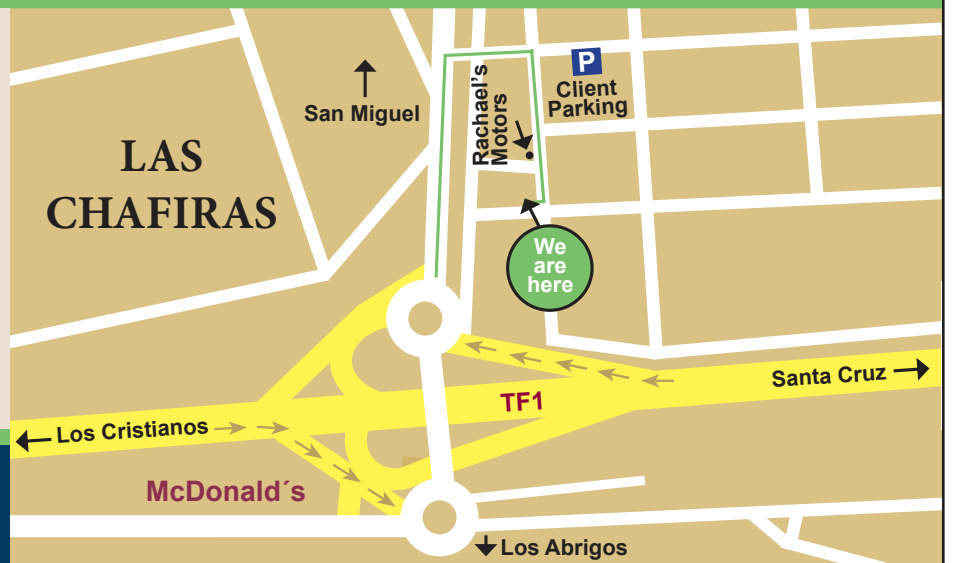 P
Client
Parking
San Miguel
Rachael's
Motors
LAS
CHAFIRAS
We
are
here
Santa Cruz
TF1
Los Cristianos
McDonald´s
Los Abrigos